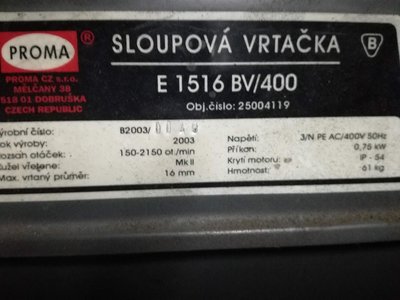 PROMA ®
PROMA CZ s.r.o.
MĚLČANY 38
518 01 DOBRUŠKA
CZECH REPUBLIC
SLOUPOVÁ VRTAČKA
B
E 1516 BV/400
Obj.číslo: 25004119
Výrobní číslo: B2003/
Rok výroby: 2003
Rozsah otáček: 150-2150 ot./min
Kužel vřetene: Mk II
Max. vrtaný průměr: 16 mm
Napětí: 3/N PE AC/400V 50Hz
Příkon: 0,75 kW
Krytí motoru: IP - 54
Hmotnost: 61 kg